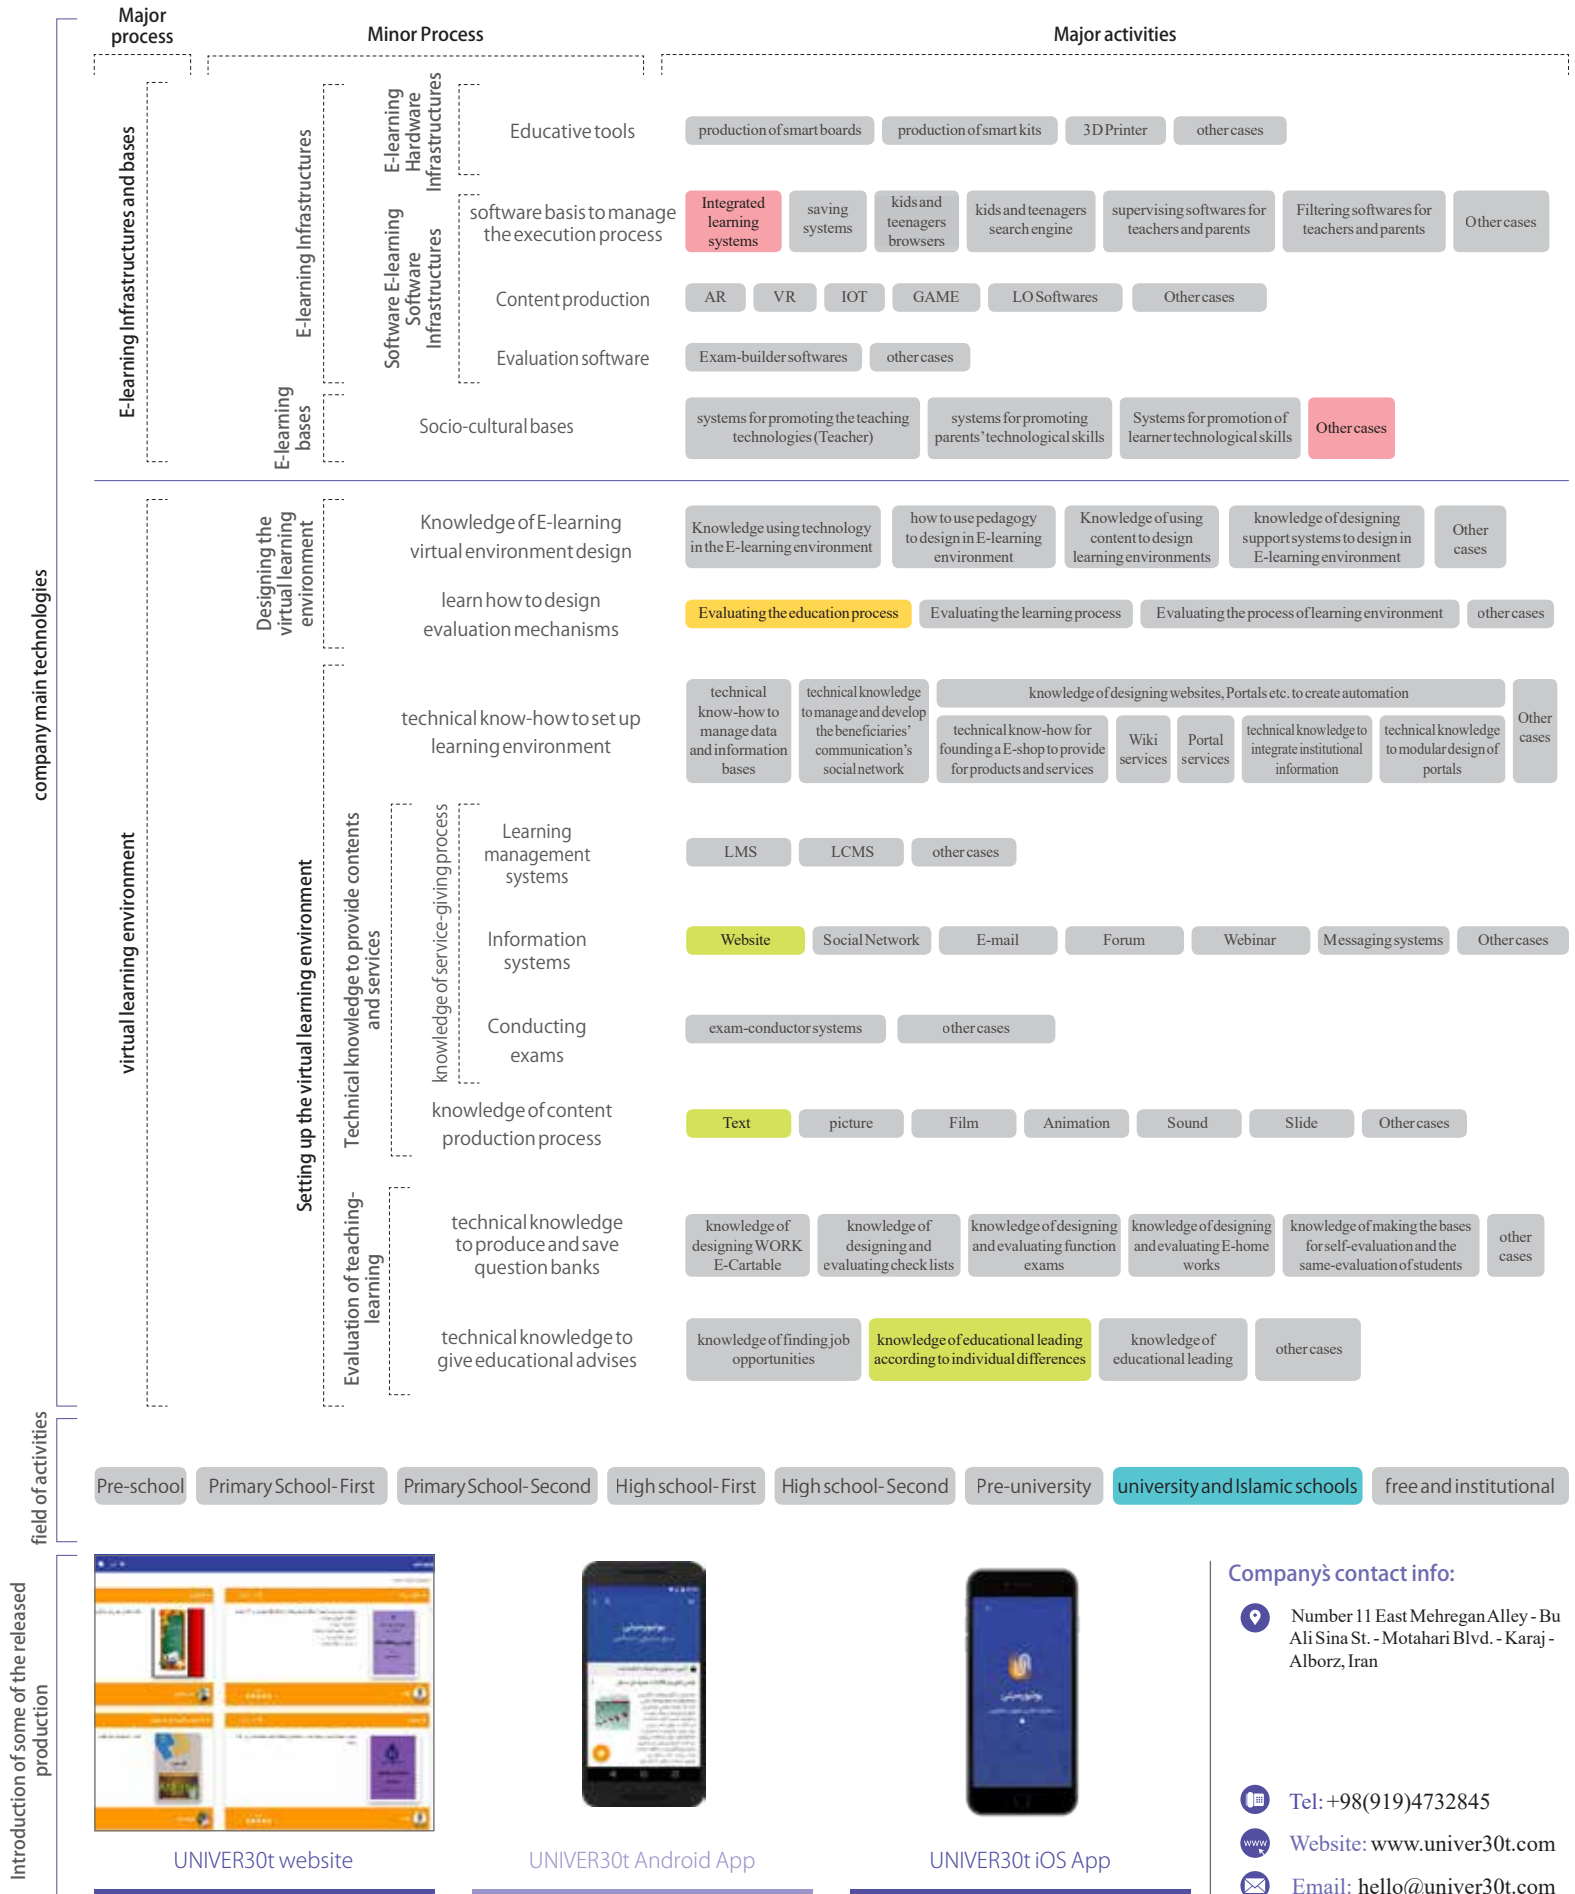 Major
process
Minor Process
Major activities
company main technologies
E-learning Infrastructures and bases
E-learning Infrastructures
E-learning
Hardware
Infrastructures
Educative tools
production of smart boards
production of smart kits
3D Printer
other cases
Software E-learning
Software
Infrastructures
software basis to manage
the execution process
Integrated
learning
systems
saving
systems
kids and
teenagers
browsers
kids and teenagers
search engine
supervising softwares for
teachers and parents
Filtering softwares for
teachers and parents
Other cases
Content production
AR
VR
IOT
GAME
LO Softwares
Other cases
Evaluation software
Exam-builder softwares
other cases
E-learning
bases
Socio-cultural bases
systems for promoting the teaching
technologies (Teacher)
systems for promoting
parents’ technological skills
Systems for promotion of
learner technological skills
Other cases
virtual learning environment
Designing the
virtual learning
environment
Knowledge of E-learning
virtual environment design
Knowledge using technology
in the E-learning environment
how to use pedagogy
to design in E-learning
environment
Knowledge of using
content to design
learning environments
knowledge of designing
support systems to design in
E-learning environment
Other
cases
learn how to design
evaluation mechanisms
Evaluating the education process
Evaluating the learning process
Evaluating the process of learning environment
other cases
Setting up the virtual learning environment
technical know-how to set up
learning environment
technical
know-how to
manage data
and information
bases
technical knowledge
to manage and develop
the beneficiaries’
communication’s
social network
knowledge of designing websites, Portals etc. to create automation
technical know-how for
founding a E-shop to provide
for products and services
Wiki
services
Portal
services
technical knowledge to
integrate institutional
information
technical knowledge
to modular design of
portals
Other
cases
Technical knowledge to provide contents
and services
knowledge of service-giving process
Learning
management
systems
LMS
LCMS
other cases
Information
systems
Website
Social Network
E-mail
Forum
Webinar
Messaging systems
Other cases
Conducting
exams
exam-conductor systems
other cases
knowledge of content
production process
Text
picture
Film
Animation
Sound
Slide
Other cases
Evaluation of teaching-
learning
technical knowledge
to produce and save
question banks
knowledge of
designing WORK
E-Cartable
knowledge of
designing and
evaluating check lists
knowledge of designing
and evaluating function
exams
knowledge of designing
and evaluating E-home
works
knowledge of making the bases
for self-evaluation and the
same-evaluation of students
other
cases
technical knowledge to
give educational advises
knowledge of finding job
opportunities
knowledge of educational leading
according to individual differences
knowledge of
educational leading
other cases
field of activities
Pre-school
Primary School- First
Primary School- Second
High school- First
High school- Second
Pre-university
university and Islamic schools
free and institutional
Introduction of some of the released
production
یونیورسیتی
یونیورسیتی
UNIVER30t website
UNIVER30t Android App
UNIVER30t iOS App
Company's contact info:
Number 11 East Mehregan Alley - Bu
Ali Sina St. - Motahari Blvd. - Karaj -
Alborz, Iran
Tel: +98(919)4732845
www
Website: www.univer30t.com
Email: hello@univer30t.com